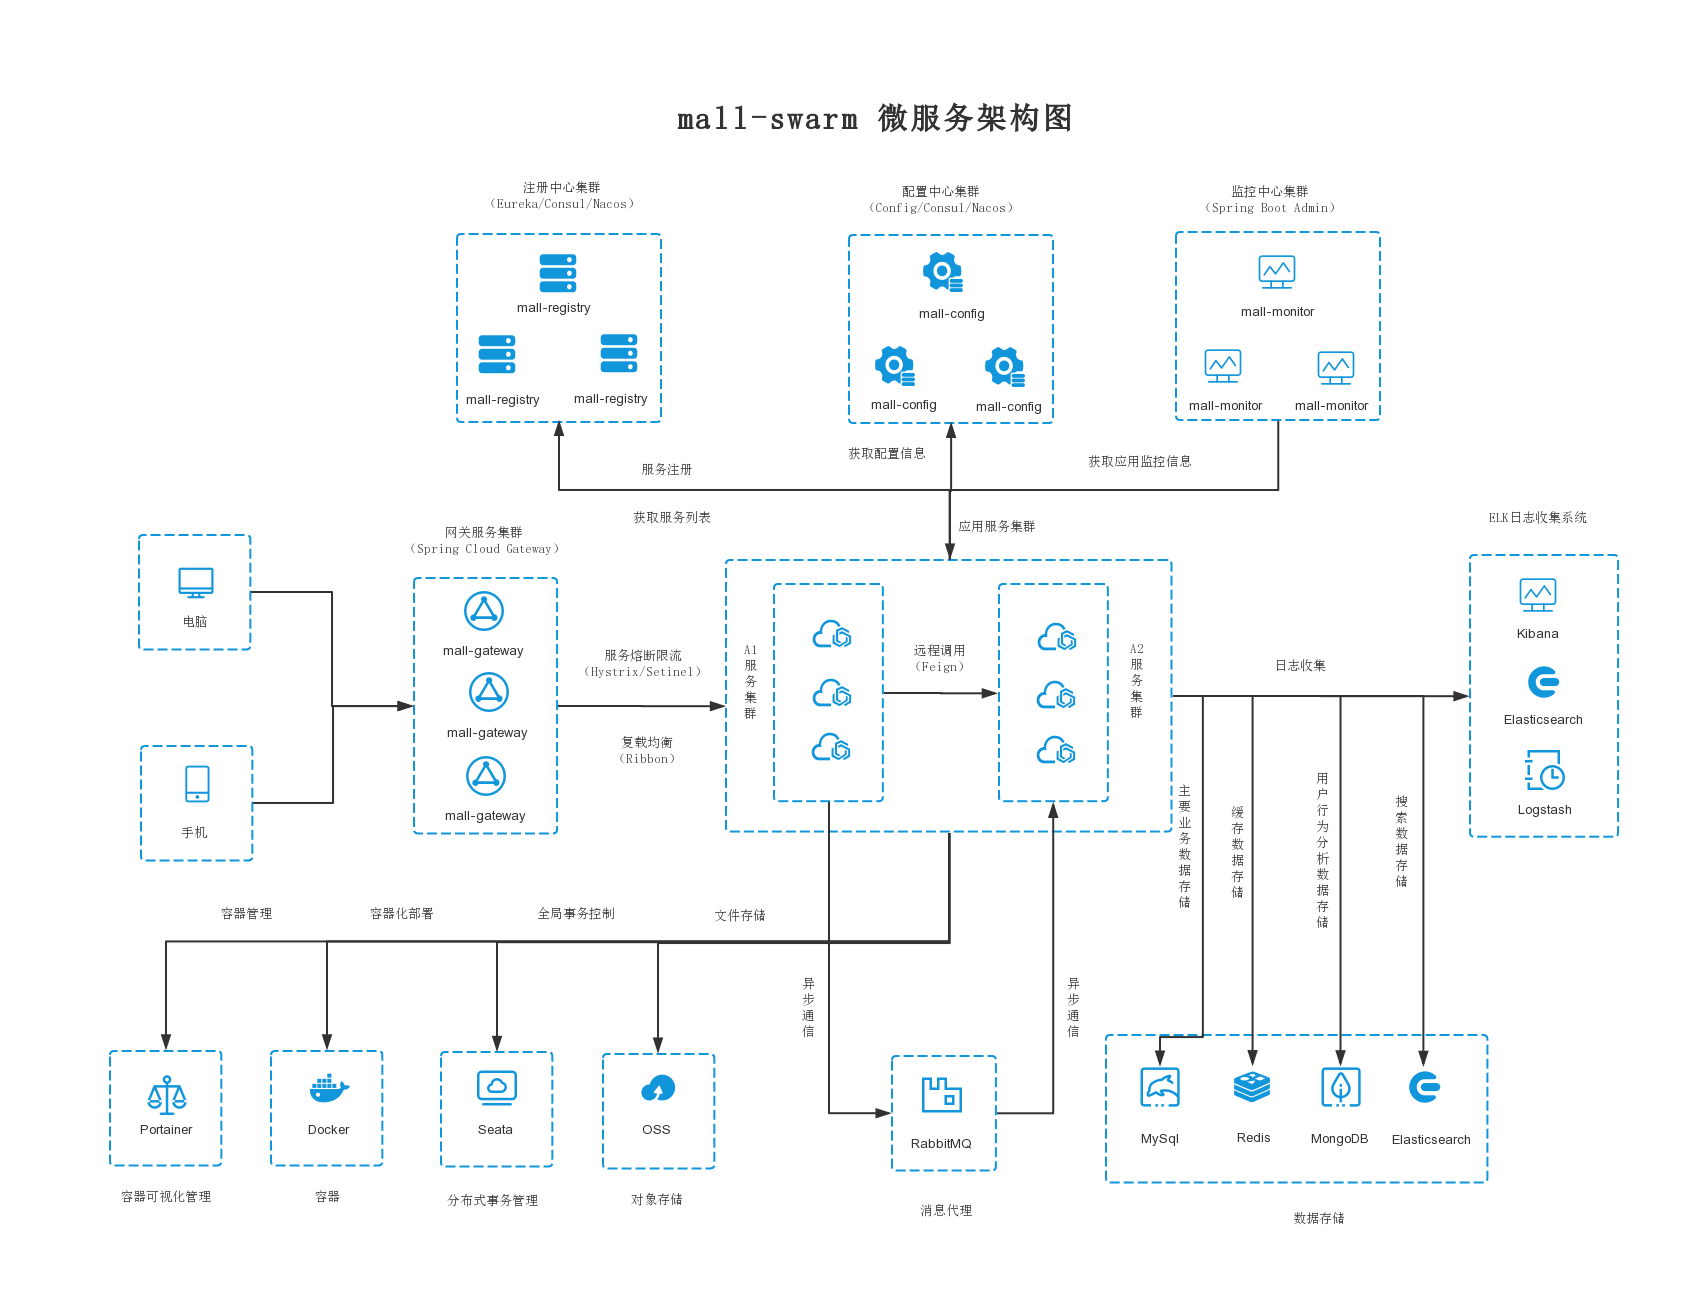 mall-swarm 微服务架构图
注册中心集群
(Eureka/Consul/Nacos)
配置中心集群
(Config/Consul/Nacos)
监控中心集群
(Spring Boot Admin)
mall-registry
mall-registry
mall-registry
mall-config
mall-config
mall-config
mall-monitor
mall-monitor
mall-monitor
服务注册
获取配置信息
获取应用监控信息
获取服务列表
应用服务集群
网关服务集群
(Spring Cloud Gateway)
ELK日志收集系统
电脑
手机
mall-gateway
mall-gateway
mall-gateway
服务熔断限流
(Hystrix/Setinel)
复载均衡
(Ribbon)
A1
服
务
集
群
远程调用
(Feign)
A2
服
务
集
群
日志收集
Kibana
Elasticsearch
Logstash
主
要
业
务
数
据
存
储
缓
存
数
据
存
储
用
户
行
为
分
析
数
据
存
储
搜
索
数
据
存
储
容器管理
容器化部署
全局事务控制
文件存储
异
步
通
信
异
步
通
信
Portainer
Docker
Seata
OSS
RabbitMQ
MySql
Redis
MongoDB
Elasticsearch
容器可视化管理
容器
分布式事务管理
对象存储
消息代理
数据存储